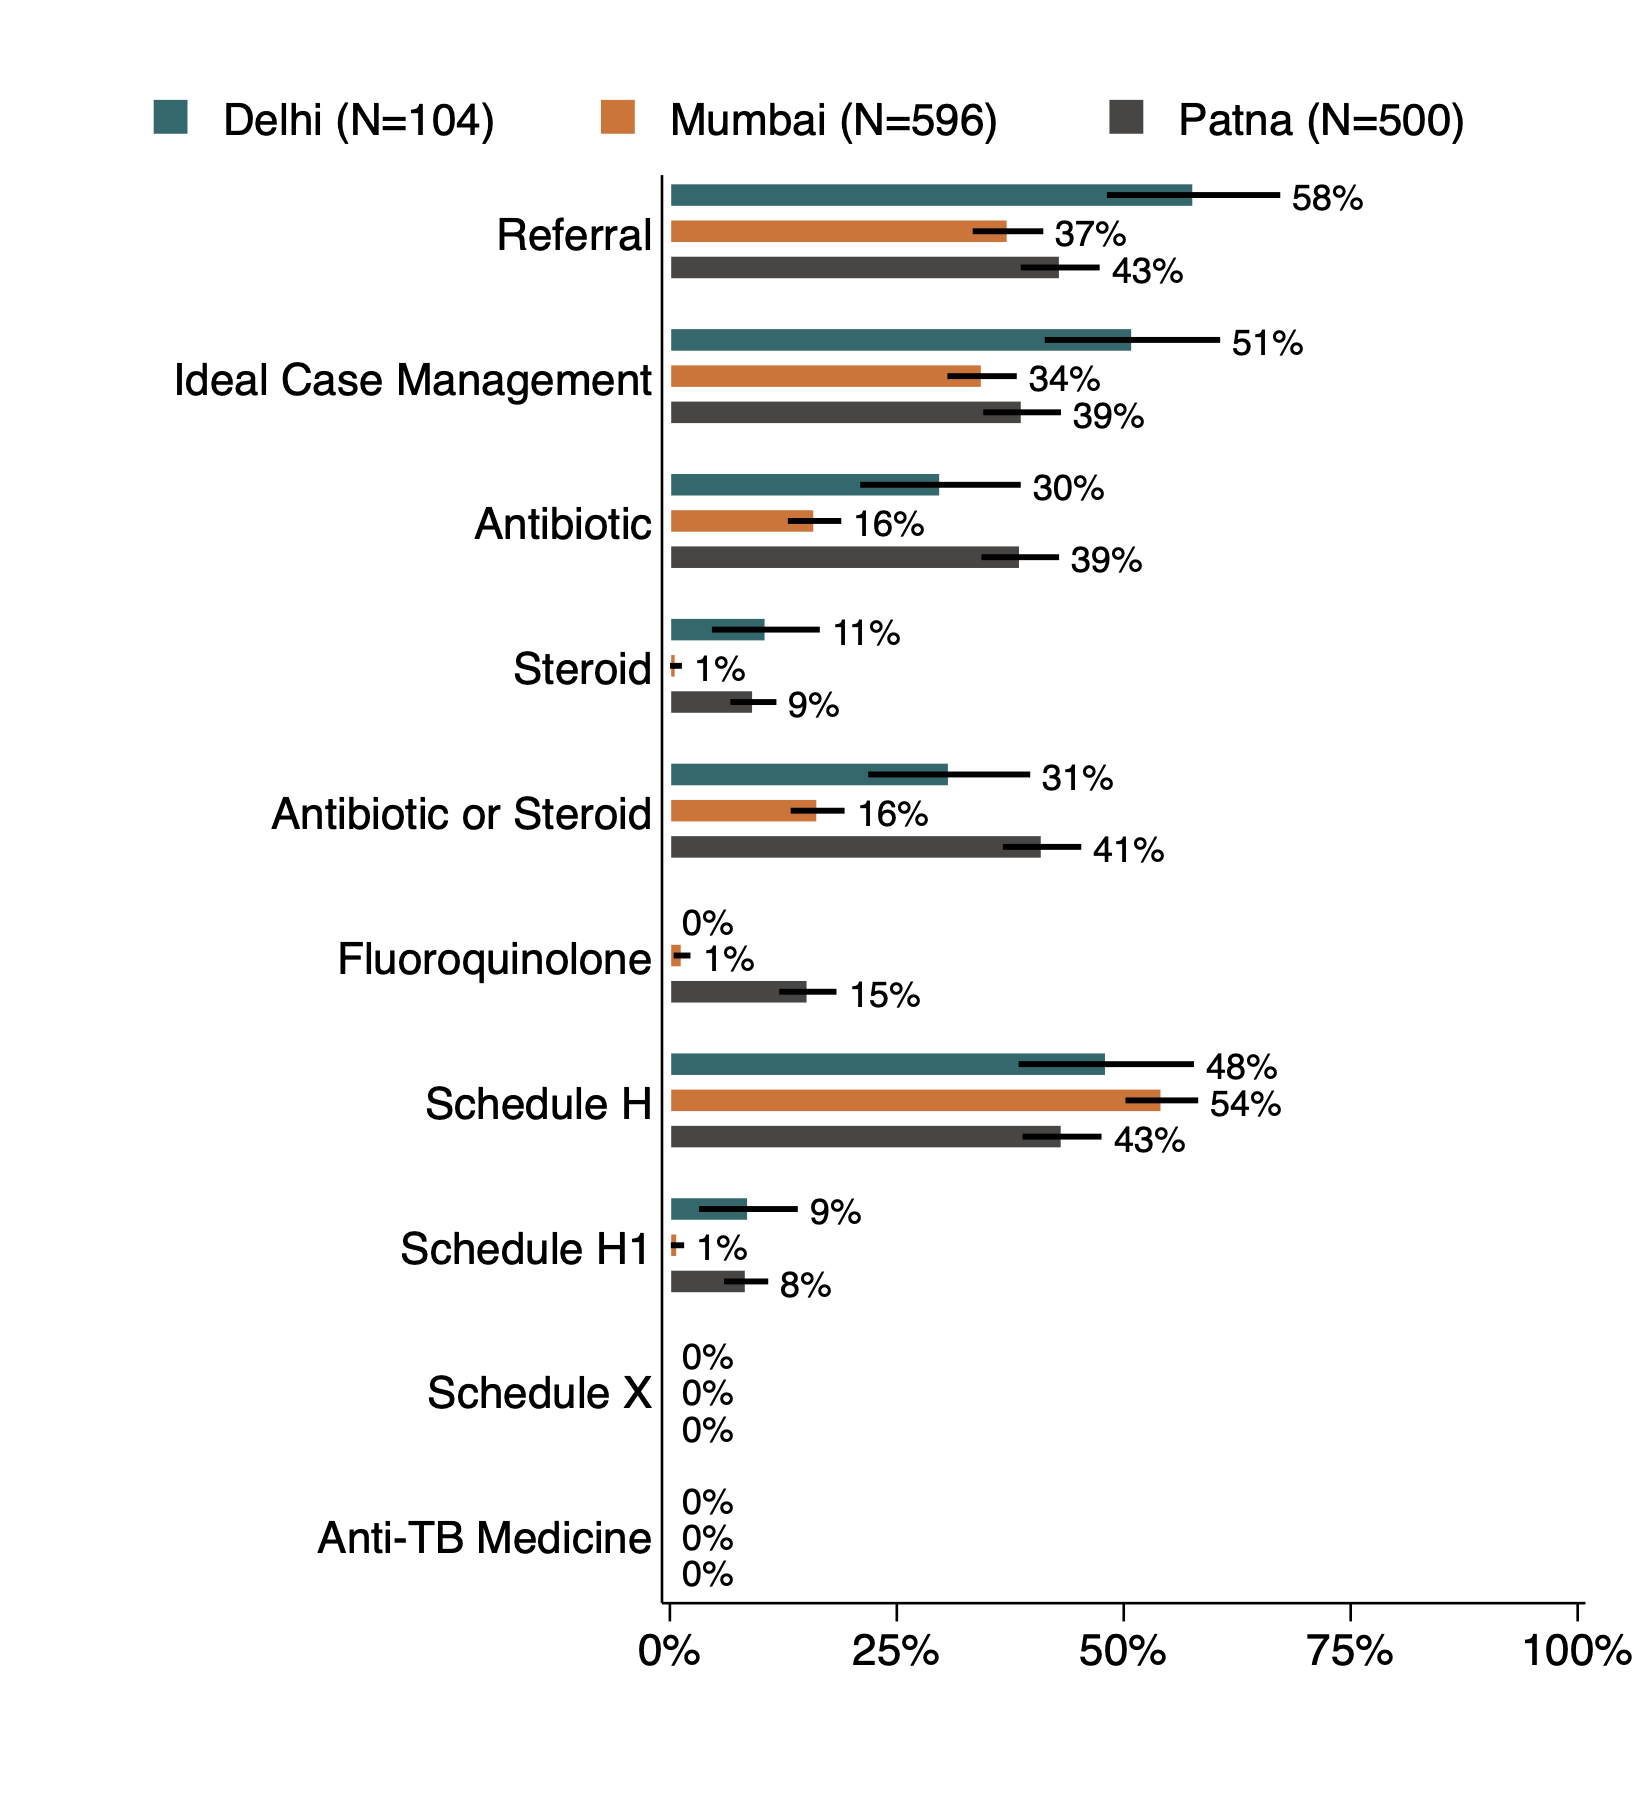 Delhi (N=104) Mumbai (N=596) Patna (N=500)
Referral
58%
37%
43%
Ideal Case Management
51%
34%
39%
Antibiotic
30%
16%
39%
Steroid
11%
1%
9%
Antibiotic or Steroid
31%
16%
41%
Fluoroquinolone
0%
1%
15%
Schedule H
48%
54%
43%
Schedule H1
9%
1%
8%
Schedule X
0%
0%
0%
Anti-TB Medicine
0%
0%
0%
0% 25% 50% 75% 100%